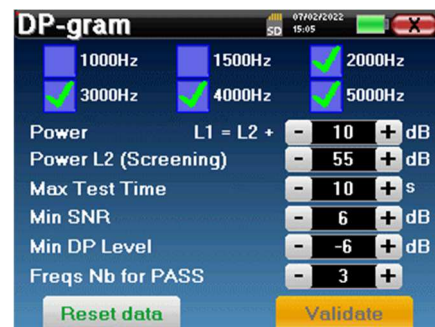 DP-gram SD 07/02/2022 15:05 X
1000Hz 1500Hz 2000Hz
3000Hz 4000Hz 5000Hz
Power L1 = L2 + - 10 + dB
Power L2 (Screening) - 55 + dB
Max Test Time - 10 + s
Min SNR - 6 + dB
Min DP Level - -6 + dB
Freqs Nb for PASS - 3 +
Reset data Validate